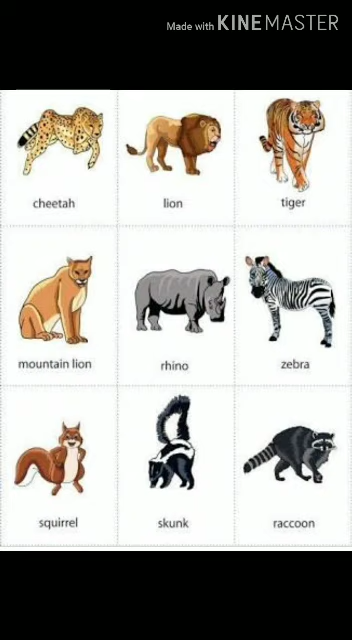 Made with KINEMASTER
cheetah
lion
tiger
mountain lion
rhino
zebra
squirrel
skunk
raccoon